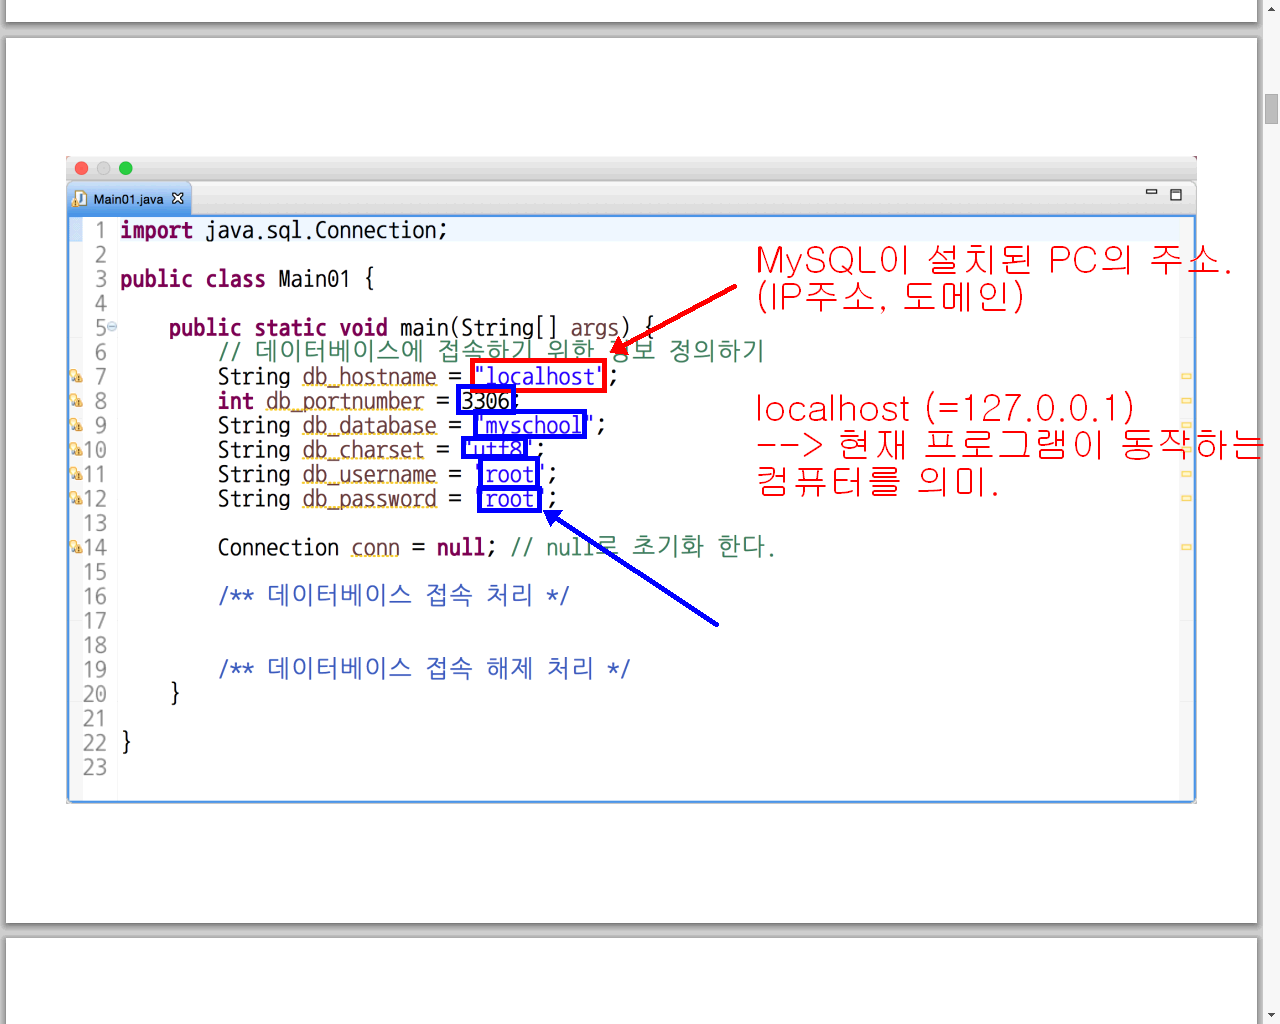 Main01.java
1 import java.sql.Connection;
2
3 public class Main01 {
4
5     public static void main(String[] args) {
6         // 데이터베이스에 접속하기 위한 정보 정의하기
7         String db_hostname = "localhost";
8         int db_portnumber = 3306;
9         String db_database = "myschool";
10         String db_charset = "utf8";
11         String db_username = "root";
12         String db_password = "root";
13
14         Connection conn = null; // null로 초기화 한다.
15
16         /** 데이터베이스 접속 처리 */
17
18
19         /** 데이터베이스 접속 해제 처리 */
20     }
21
22 }
23
MySQL이 설치된 PC의 주소.
(IP주소, 도메인)
localhost (=127.0.0.1)
--> 현재 프로그램이 동작하는
컴퓨터를 의미.